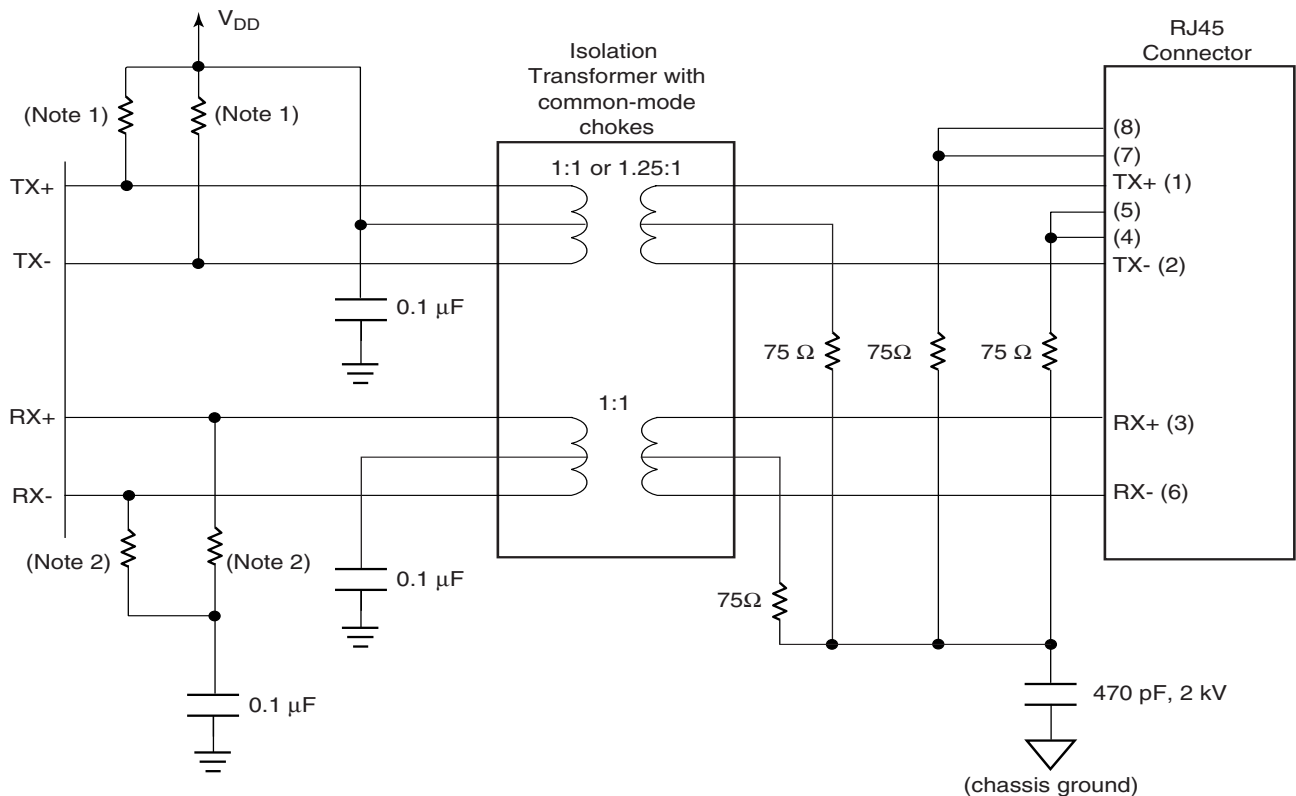 V_DD
RJ45
Connector
Isolation
Transformer with
common-mode
chokes
(Note 1)
(Note 1)
(8)
(7)
1:1 or 1.25:1
TX+
TX+ (1)
(5)
(4)
TX-
TX- (2)
0.1 μF
75 Ω
75Ω
75 Ω
1:1
RX+
RX+ (3)
RX-
RX- (6)
(Note 2)
(Note 2)
0.1 μF
75Ω
0.1 μF
470 pF, 2 kV
(chassis ground)